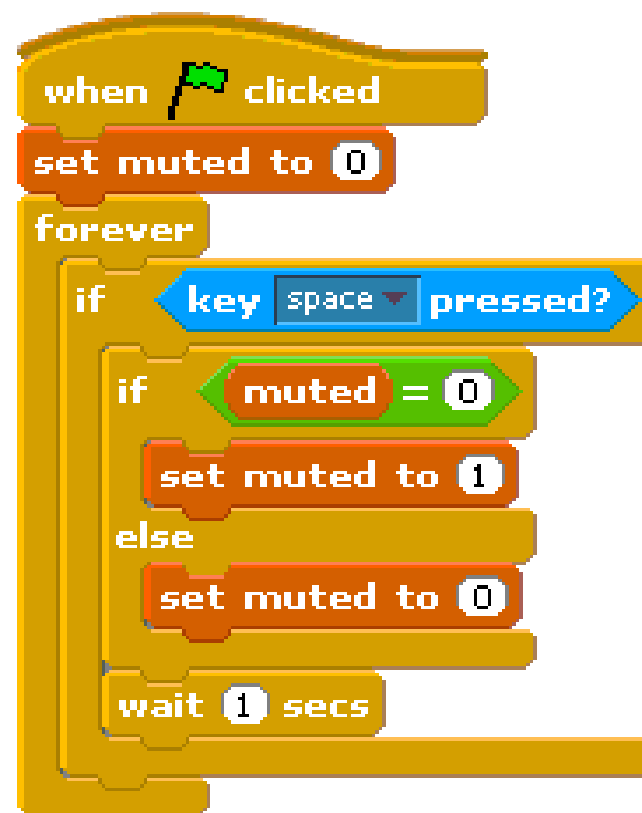 when clicked
set muted to 0
forever
if key space pressed?
if muted = 0
set muted to 1
else
set muted to 0
wait 1 secs